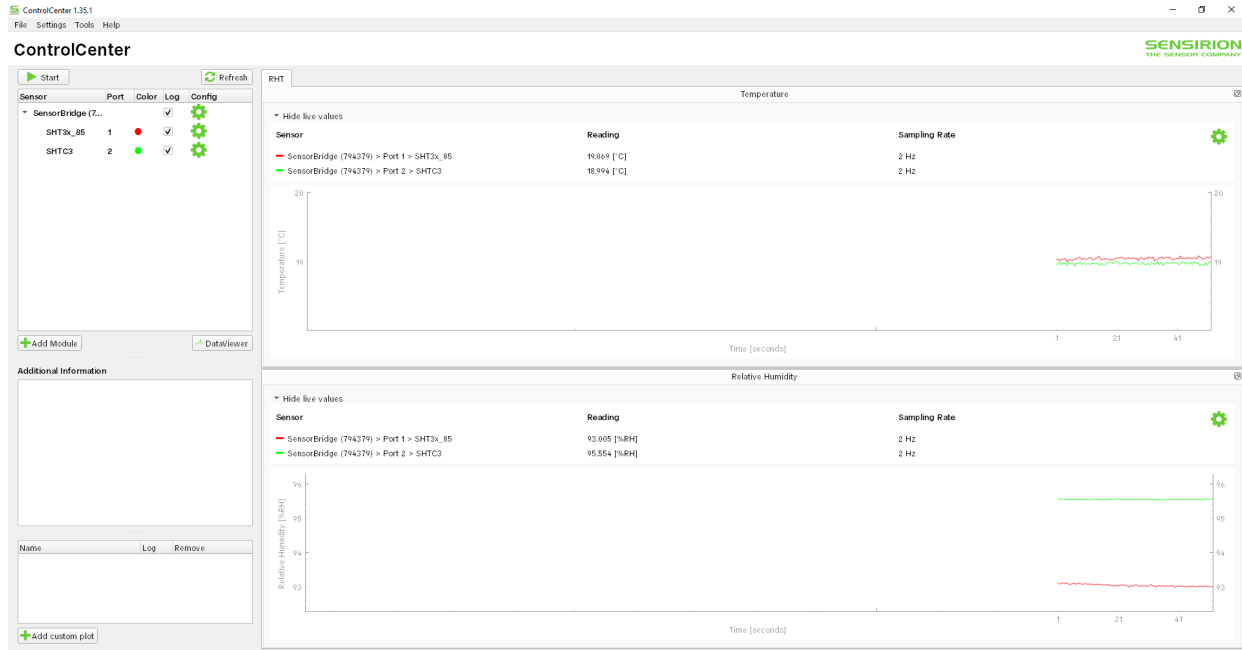 ControlCenter 1.35.1
File Settings Tools Help
ControlCenter
SENSIRION
THE SENSOR COMPANY
Start
Refresh
Sensor Port Color Log Config
SensorBridge (7...
SHT3x_85 1
SHTC3 2
Add Module
DataViewer
Additional Information
Name Log Remove
Add custom plot
RHT
Temperature
Hide live values
Sensor Reading Sampling Rate
SensorBridge (794379) > Port 1 > SHT3x_85 19.069 [°C] 2 Hz
SensorBridge (794379) > Port 2 > SHTC3 18.994 [°C] 2 Hz
20 20
Temperature [°C]
19 19
1 21 41
Time [seconds]
Relative Humidity
Hide live values
Sensor Reading Sampling Rate
SensorBridge (794379) > Port 1 > SHT3x_85 93.005 [%RH] 2 Hz
SensorBridge (794379) > Port 2 > SHTC3 95.554 [%RH] 2 Hz
96 96
95 95
Relative Humidity [%RH]
94 94
93 93
1 21 41
Time [seconds]